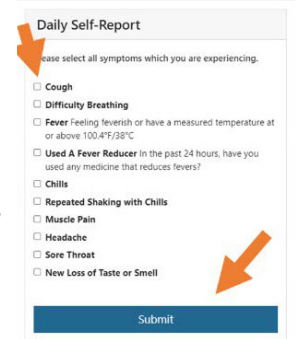 Daily Self-Report
ease select all symptoms which you are experiencing.
Cough
Difficulty Breathing
Fever Feeling feverish or have a measured temperature at
or above 100.4°F/38°C
Used A Fever Reducer In the past 24 hours, have you
used any medicine that reduces fevers?
Chills
Repeated Shaking with Chills
Muscle Pain
Headache
Sore Throat
New Loss of Taste or Smell
Submit